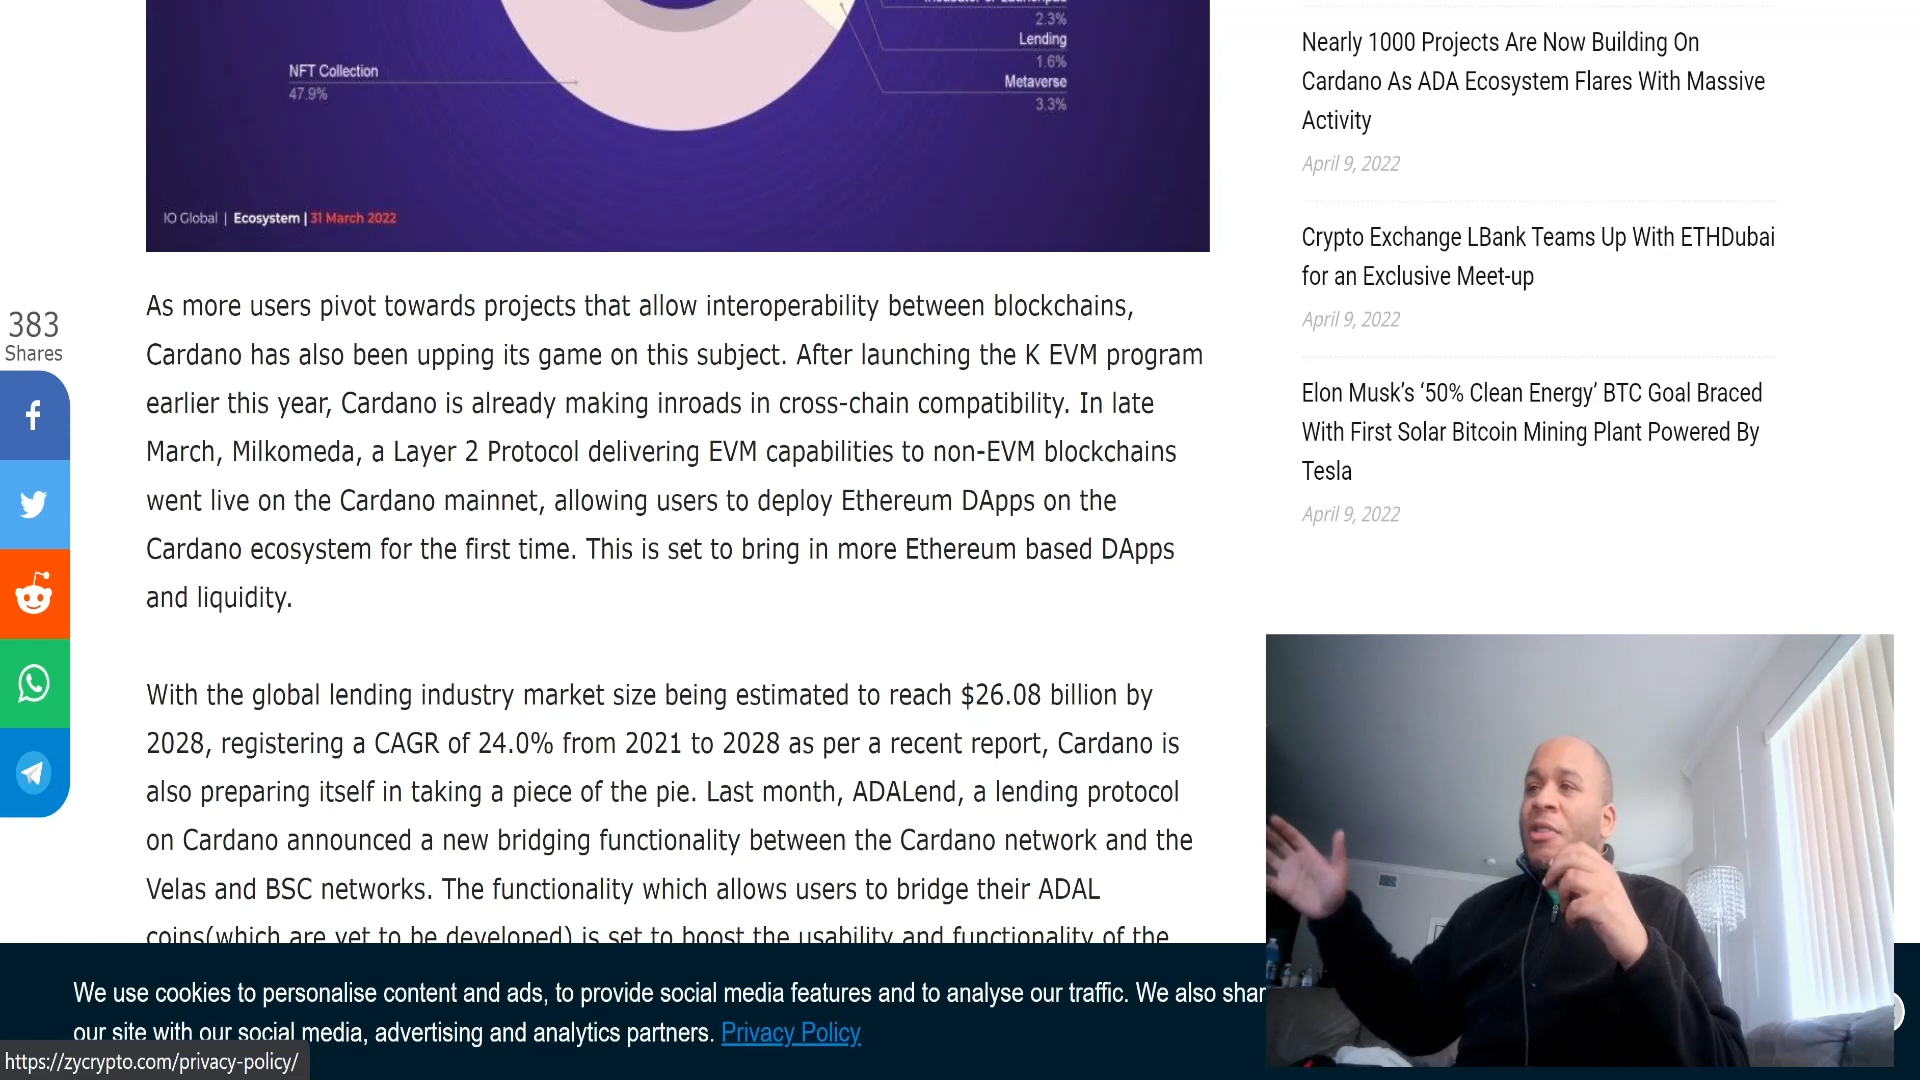 2.3%
Lending
1.6%
Metaverse
3.3%
NFT Collection
47.9%
IO Global | Ecosystem | 31 March 2022
383
Shares
As more users pivot towards projects that allow interoperability between blockchains,
Cardano has also been upping its game on this subject. After launching the K EVM program
earlier this year, Cardano is already making inroads in cross-chain compatibility. In late
March, Milkomeda, a Layer 2 Protocol delivering EVM capabilities to non-EVM blockchains
went live on the Cardano mainnet, allowing users to deploy Ethereum DApps on the
Cardano ecosystem for the first time. This is set to bring in more Ethereum based DApps
and liquidity.
With the global lending industry market size being estimated to reach $26.08 billion by
2028, registering a CAGR of 24.0% from 2021 to 2028 as per a recent report, Cardano is
also preparing itself in taking a piece of the pie. Last month, ADALend, a lending protocol
on Cardano announced a new bridging functionality between the Cardano network and the
Velas and BSC networks. The functionality which allows users to bridge their ADAL
coins(which are yet to be developed) is set to boost the usability and functionality of the
Nearly 1000 Projects Are Now Building On
Cardano As ADA Ecosystem Flares With Massive
Activity
April 9, 2022
Crypto Exchange LBank Teams Up With ETHDubai
for an Exclusive Meet-up
April 9, 2022
Elon Musk's ‘50% Clean Energy’ BTC Goal Braced
With First Solar Bitcoin Mining Plant Powered By
Tesla
April 9, 2022
We use cookies to personalise content and ads, to provide social media features and to analyse our traffic. We also shar
our site with our social media, advertising and analytics partners. Privacy Policy
https://zycrypto.com/privacy-policy/